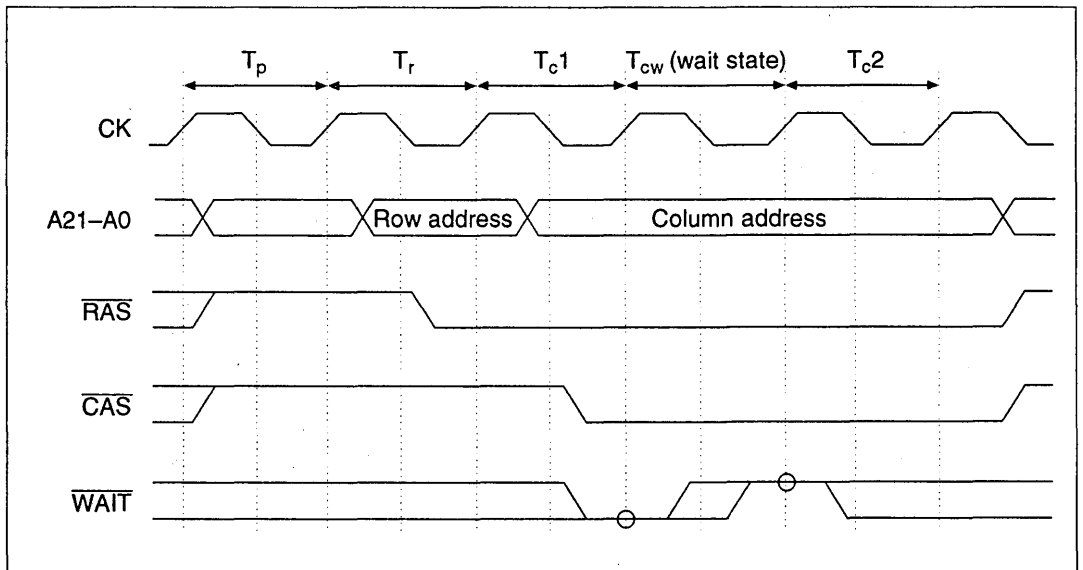 Tp Tr Tc1 Tcw (wait state) Tc2
CK
A21–A0 Row address Column address
RAS
CAS
WAIT